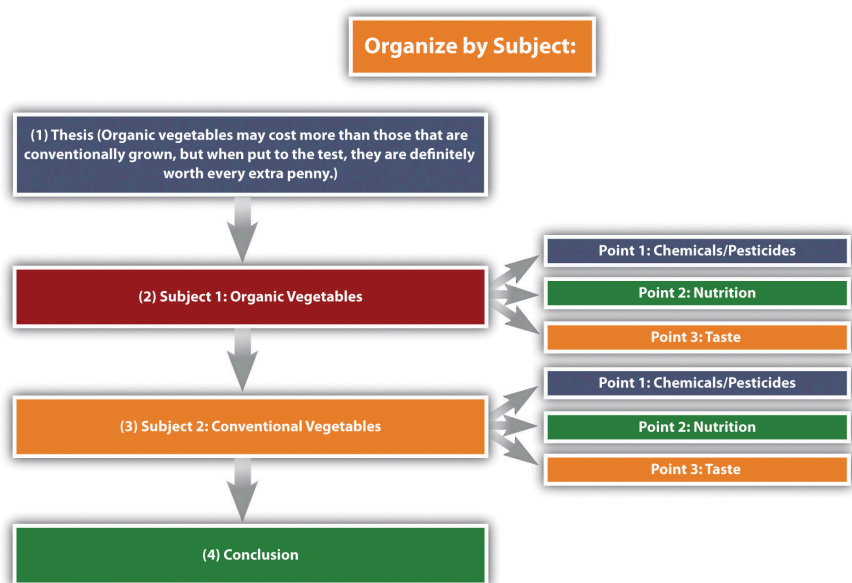 Organize by Subject:
(1) Thesis (Organic vegetables may cost more than those that are
conventionally grown, but when put to the test, they are definitely
worth every extra penny.)
(2) Subject 1: Organic Vegetables
Point 1: Chemicals/Pesticides
Point 2: Nutrition
Point 3: Taste
(3) Subject 2: Conventional Vegetables
Point 1: Chemicals/Pesticides
Point 2: Nutrition
Point 3: Taste
(4) Conclusion